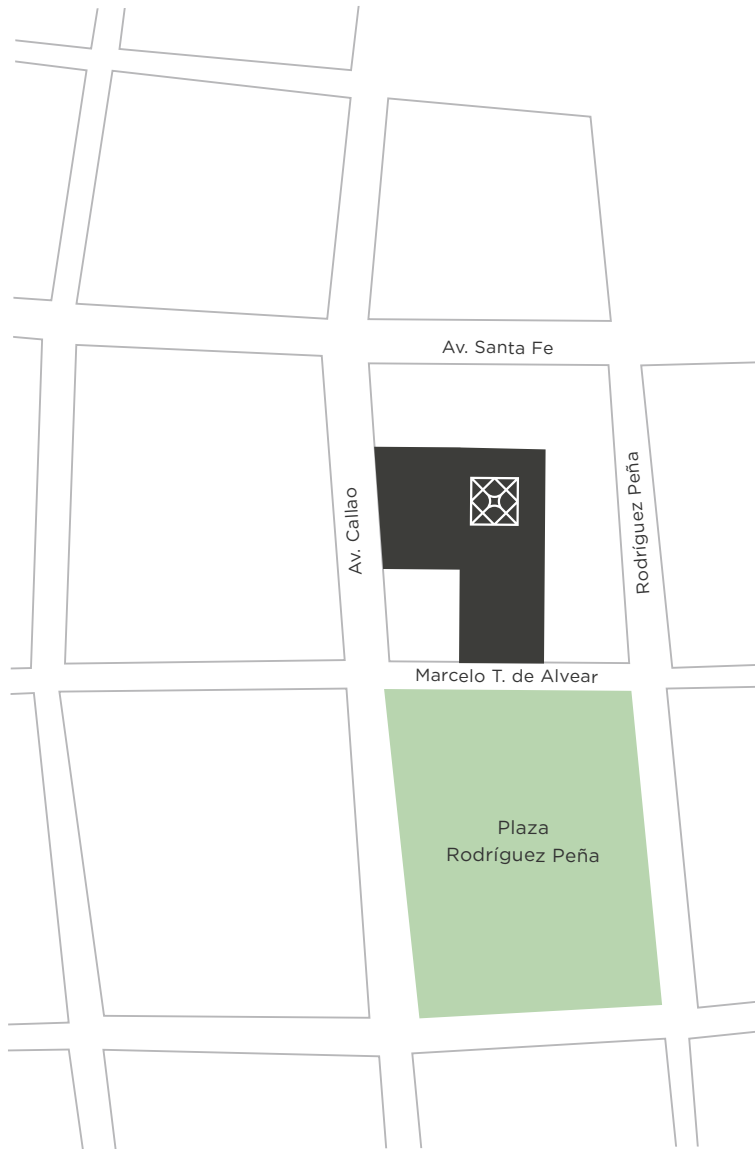 Av. Santa Fe
Av. Callao
Rodríguez Peña
Marcelo T. de Alvear
Plaza
Rodríguez Peña